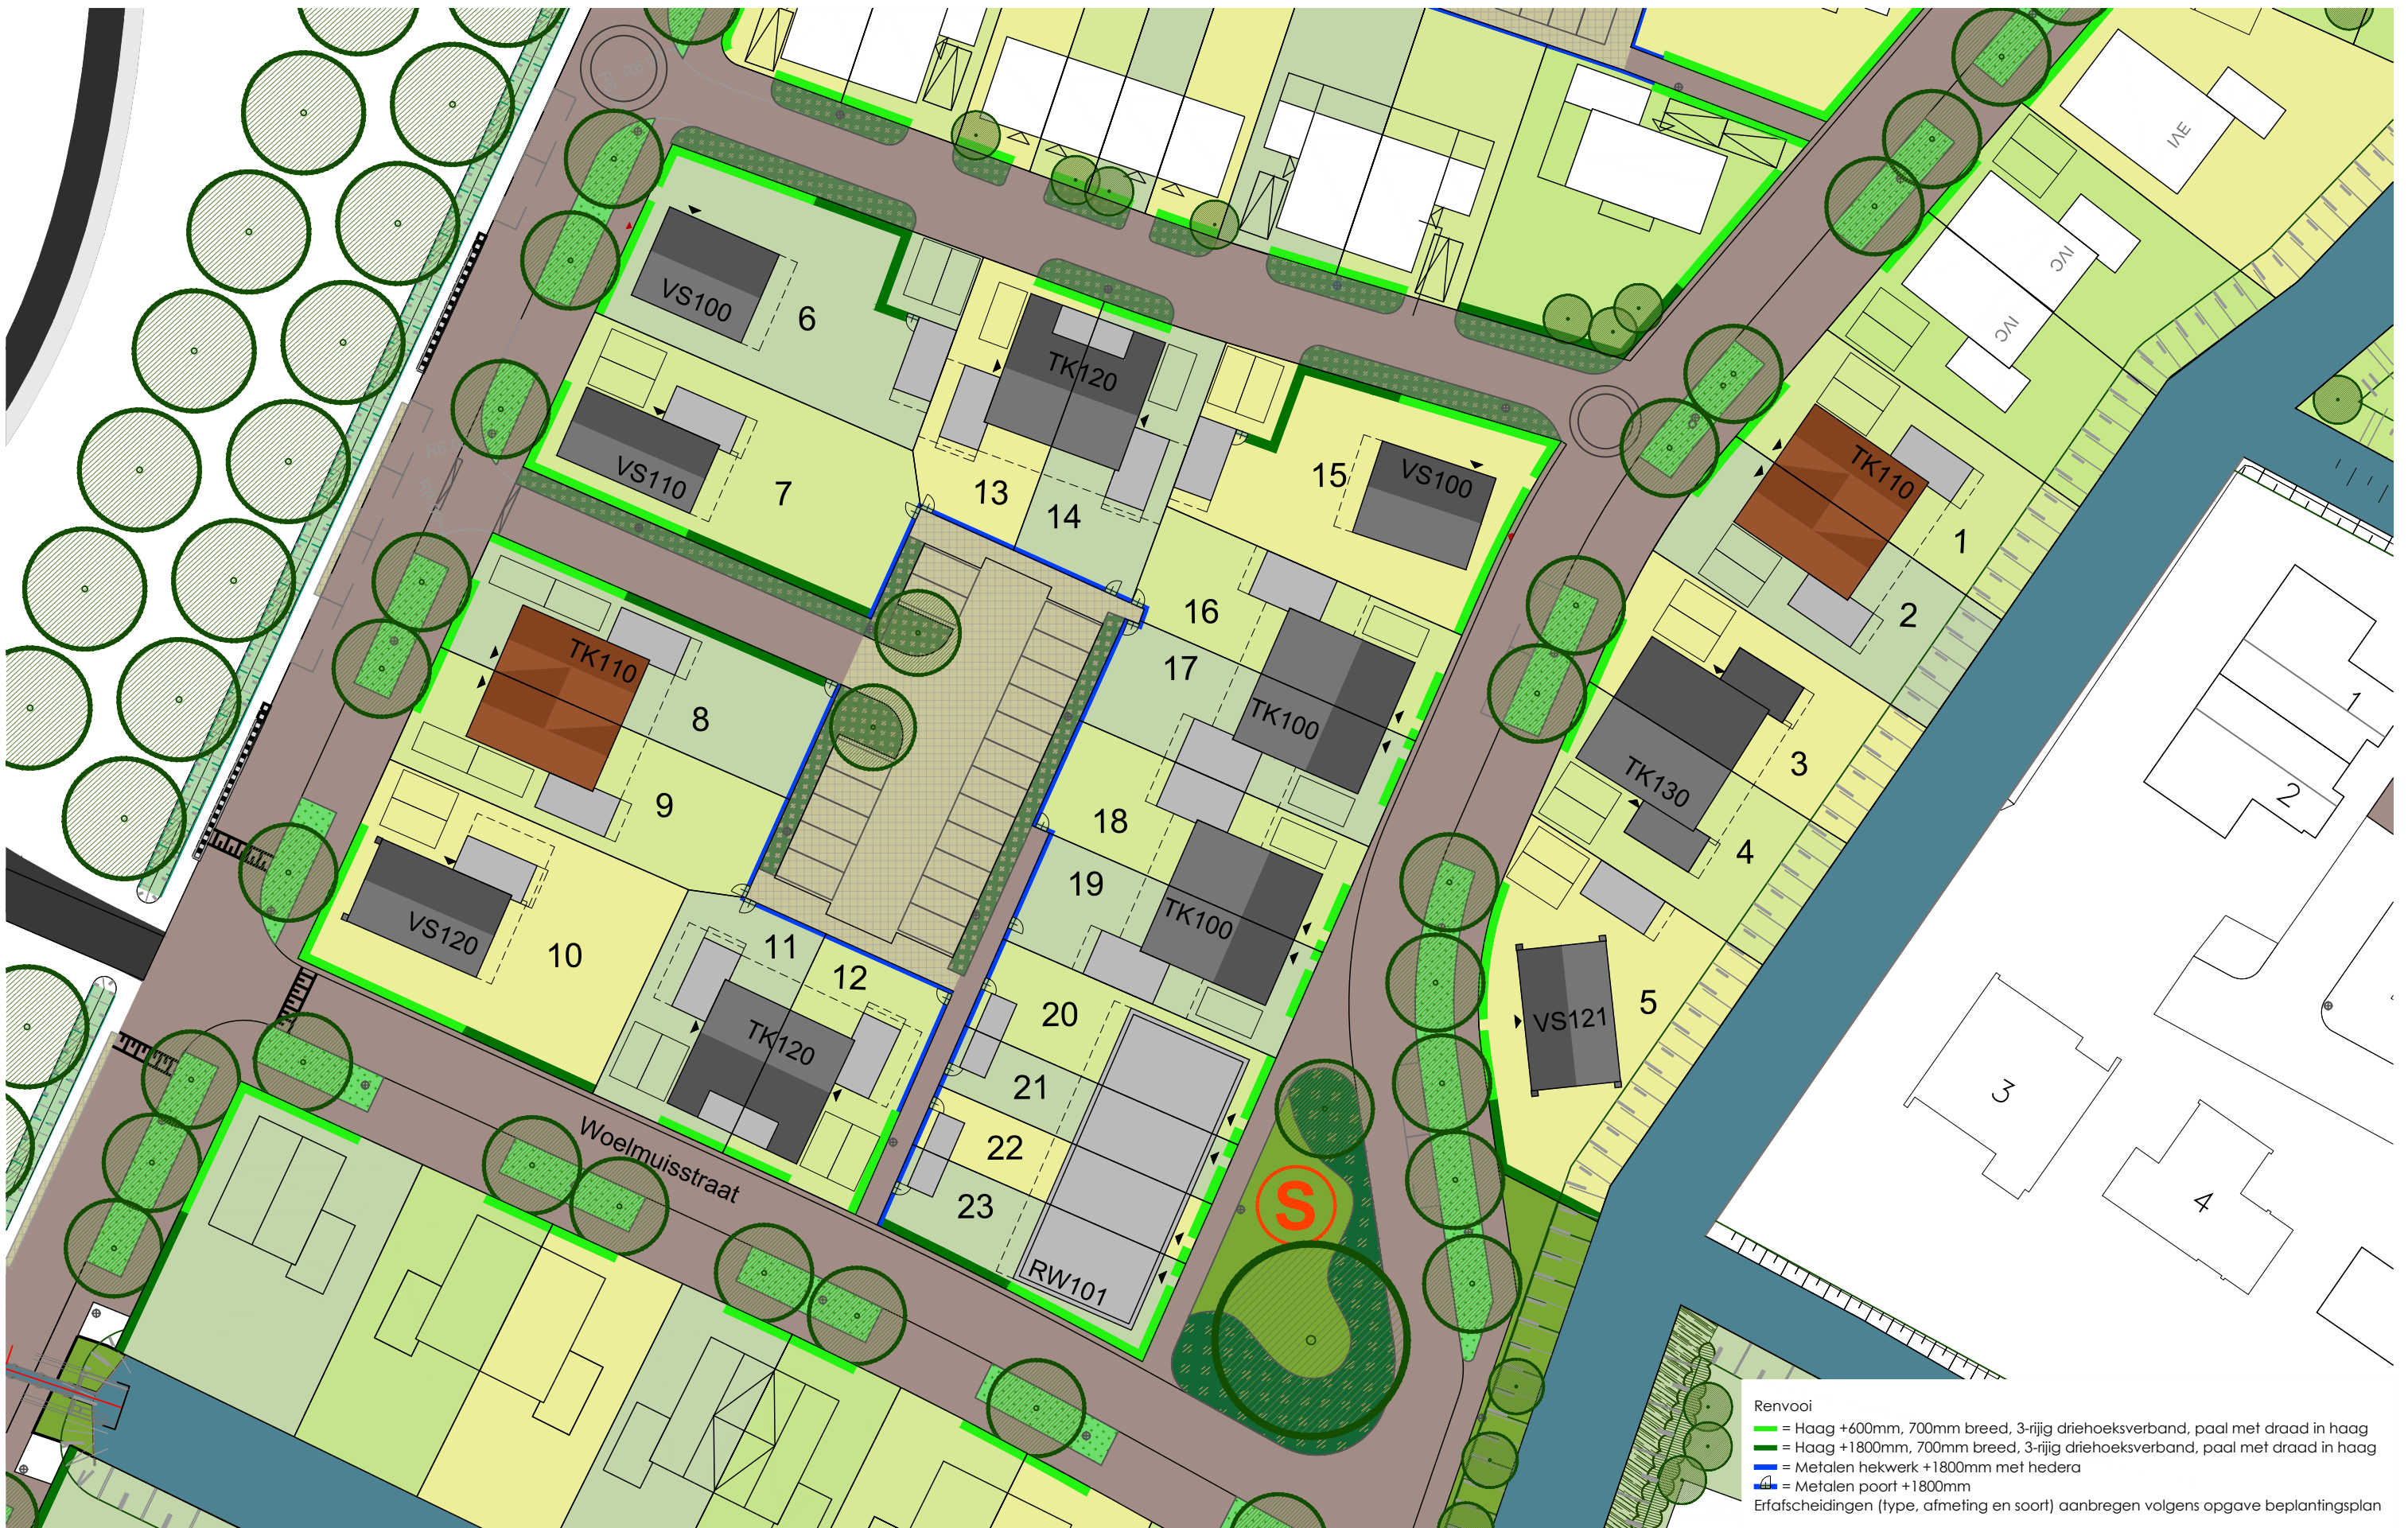 IVE
IVC
IVC
VS100
6
TK120
VS110
7
13
14
15
VS100
TK110
1
2
16
17
TK100
TK110
8
9
3
TK130
4
18
19
TK100
VS120
10
11
12
TK120
20
21
22
23
RW101
5
VS121
S
Woelmuisstraat
1
2
3
4
Renvooi
= Haag +600mm, 700mm breed, 3-rijig driehoeksverband, paal met draad in haag
= Haag +1800mm, 700mm breed, 3-rijig driehoeksverband, paal met draad in haag
= Metalen hekwerk +1800mm met hedera
= Metalen poort +1800mm
Erfafscheidingen (type, afmeting en soort) aanbregen volgens opgave beplantingsplan